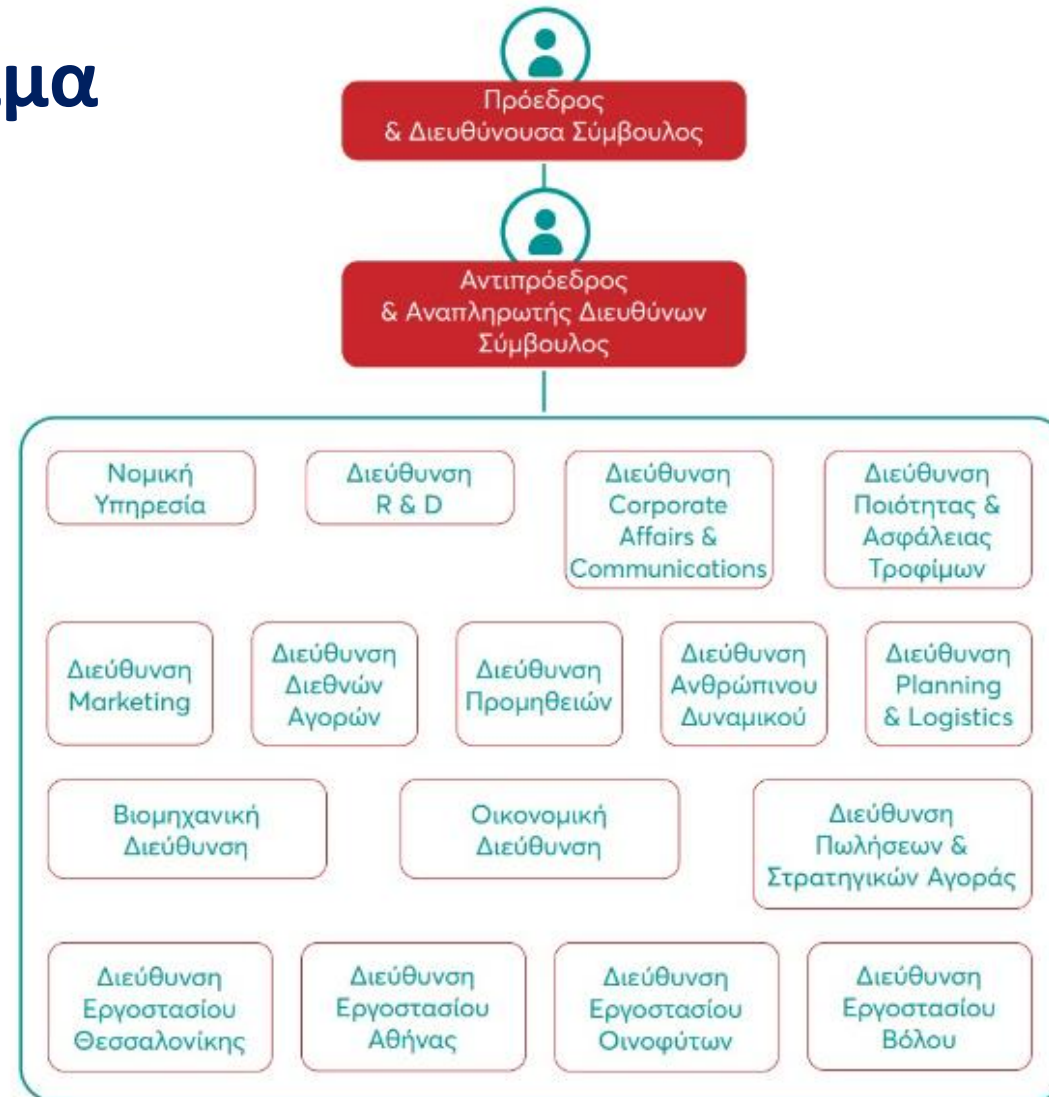 Πρόεδρος
& Διευθύνουσα Σύμβουλος
Αντιπρόεδρος
& Αναπληρωτής Διευθύνων
Σύμβουλος
Νομική
Υπηρεσία
Διεύθυνση
R & D
Διεύθυνση
Corporate
Affairs &
Communications
Διεύθυνση
Ποιότητας &
Ασφάλειας
Τροφίμων
Διεύθυνση
Marketing
Διεύθυνση
Διεθνών
Αγορών
Διεύθυνση
Προμηθειών
Διεύθυνση
Ανθρώπινου
Δυναμικού
Διεύθυνση
Planning
& Logistics
Βιομηχανική
Διεύθυνση
Οικονομική
Διεύθυνση
Διεύθυνση
Πωλήσεων &
Στρατηγικών Αγοράς
Διεύθυνση
Εργοστασίου
Θεσσαλονίκης
Διεύθυνση
Εργοστασίου
Αθήνας
Διεύθυνση
Εργοστασίου
Οινοφύτων
Διεύθυνση
Εργοστασίου
Βόλου